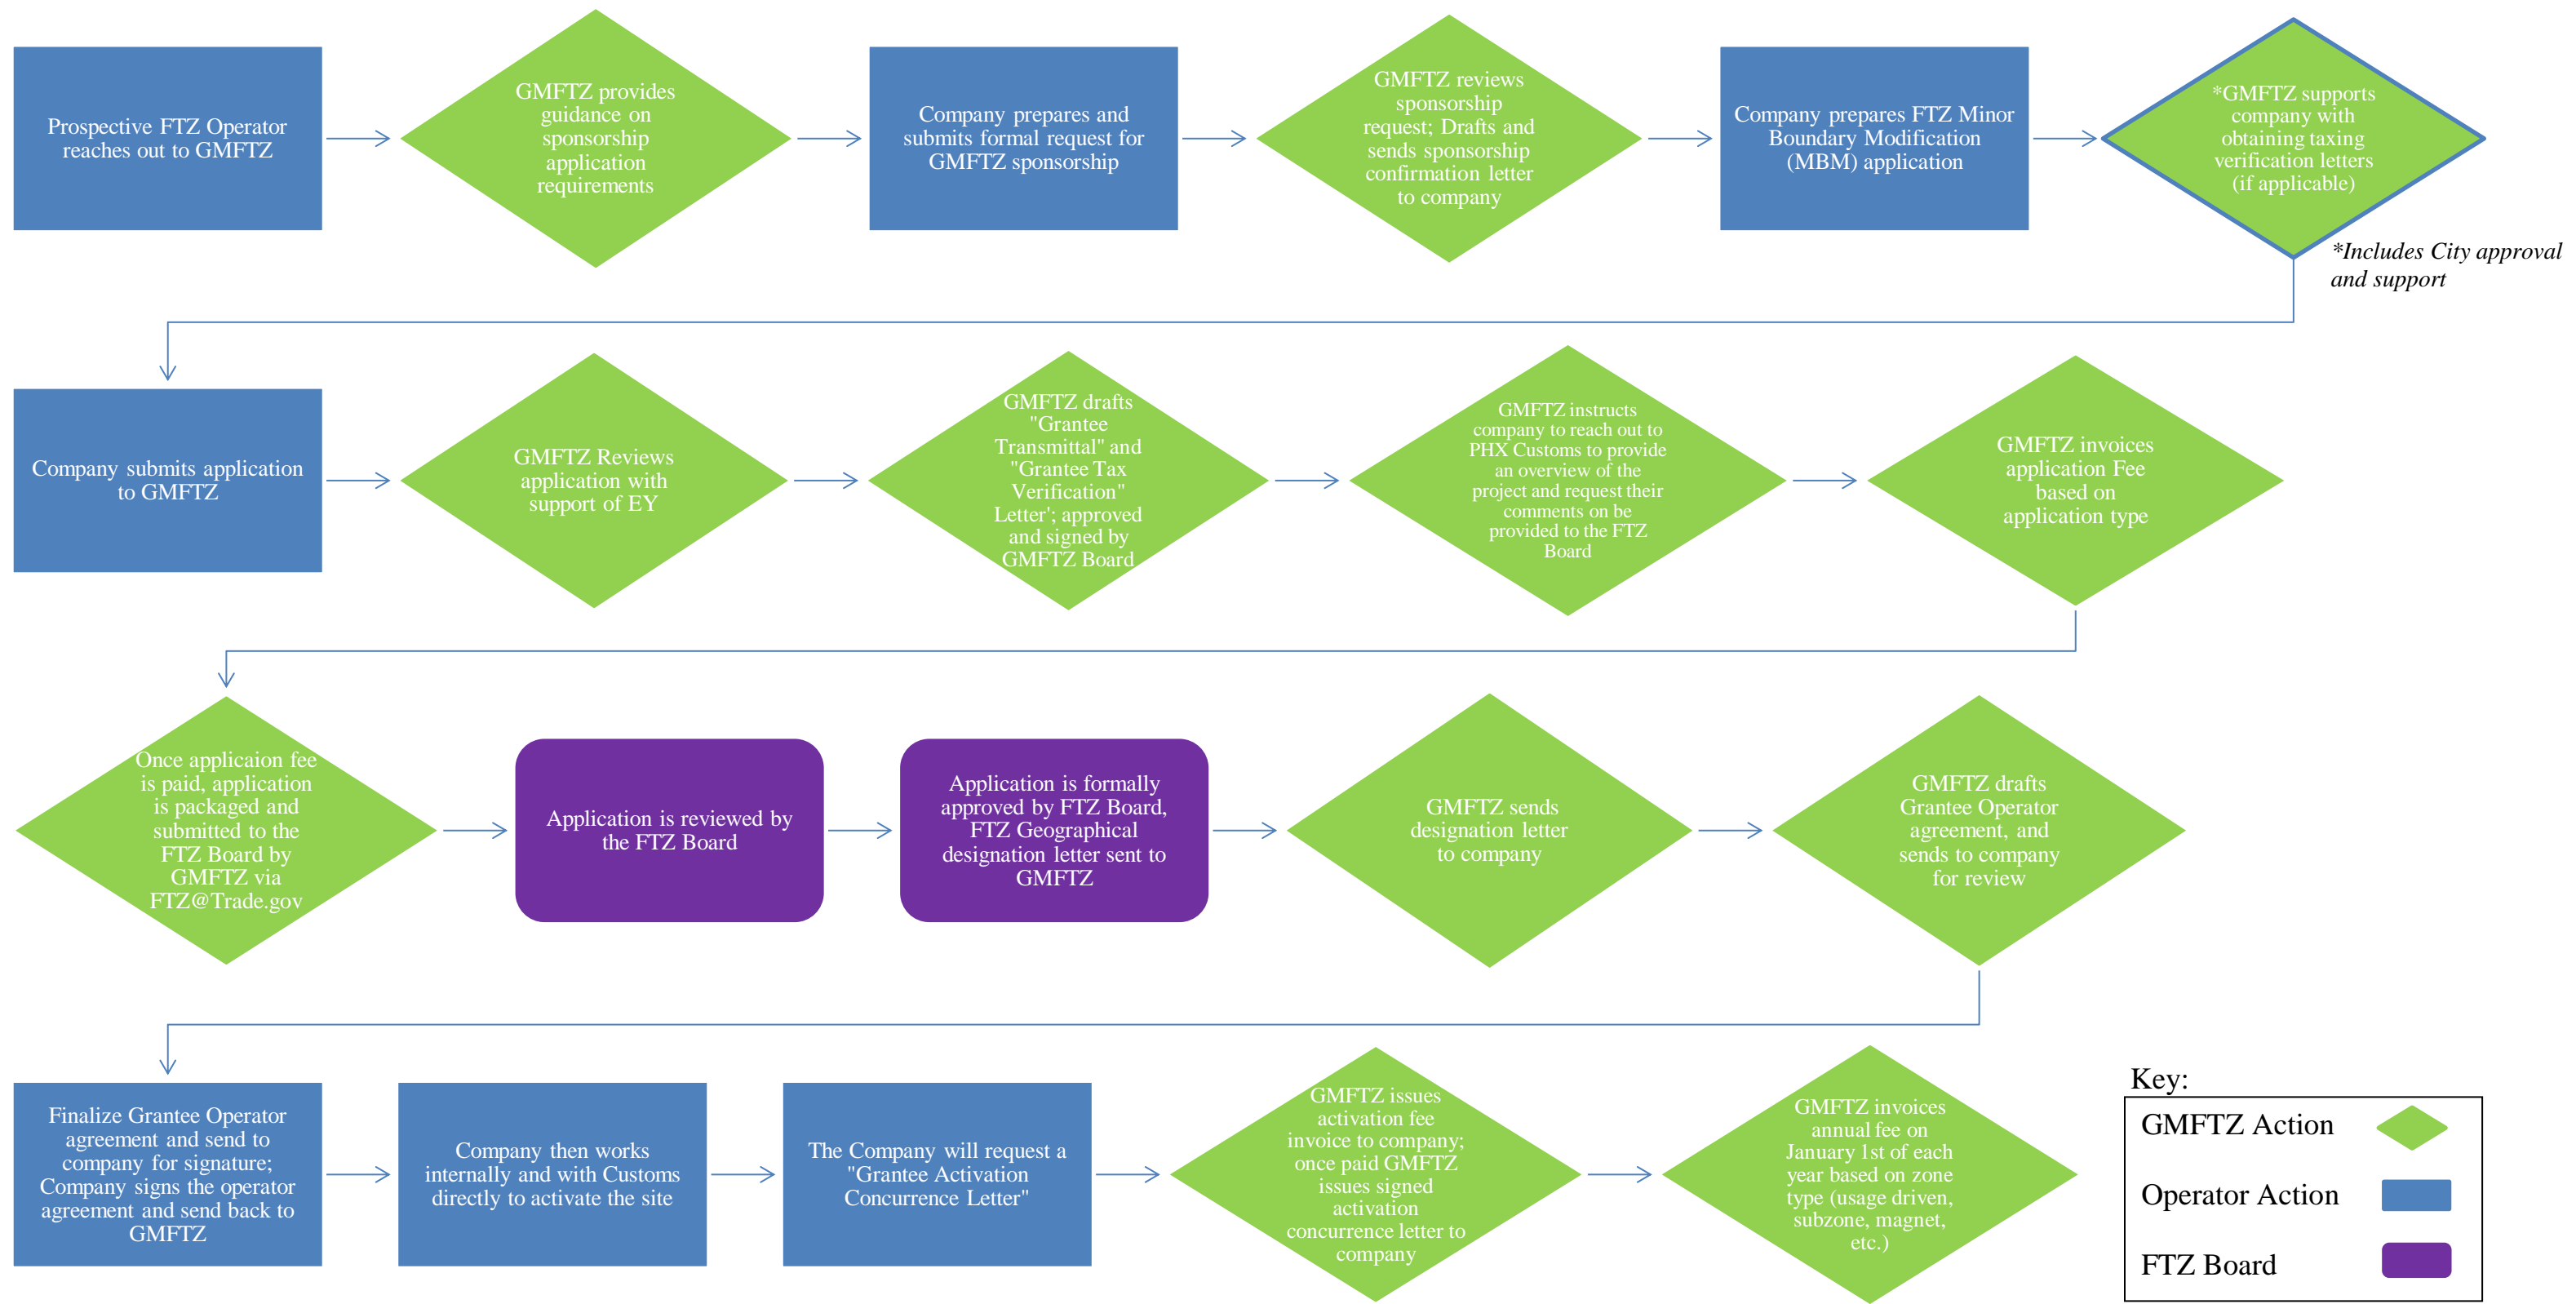 Prospective FTZ Operator
reaches out to GMFTZ
GMFTZ provides
guidance on
sponsorship
application
requirements
Company prepares and
submits formal request for
GMFTZ sponsorship
GMFTZ reviews
sponsorship
request; Drafts and
sends sponsorship
confirmation letter
to company
Company prepares FTZ Minor
Boundary Modification
(MBM) application
*GMFTZ supports
company with
obtaining taxing
verification letters
(if applicable)
*Includes City approval
and support
Company submits application
to GMFTZ
GMFTZ Reviews
application with
support of EY
GMFTZ drafts
"Grantee
Transmittal" and
"Grantee Tax
Verification"
Letter'; approved
and signed by
GMFTZ Board
GMFTZ instructs
company to reach out to
PHX Customs to provide
an overview of the
project and request their
comments on be
provided to the FTZ
Board
GMFTZ invoices
application Fee
based on
application type
Once applicaion fee
is paid, application
is packaged and
submitted to the
FTZ Board by
GMFTZ via
FTZ@Trade.gov
Application is reviewed by
the FTZ Board
Application is formally
approved by FTZ Board,
FTZ Geographical
designation letter sent to
GMFTZ
GMFTZ sends
designation letter
to company
GMFTZ drafts
Grantee Operator
agreement, and
sends to company
for review
Finalize Grantee Operator
agreement and send to
company for signature;
Company signs the operator
agreement and send back to
GMFTZ
Company then works
internally and with Customs
directly to activate the site
The Company will request a
"Grantee Activation
Concurrence Letter"
GMFTZ issues
activation fee
invoice to company;
once paid GMFTZ
issues signed
activation
concurrence letter to
company
GMFTZ invoices
annual fee on
January 1st of each
year based on zone
type (usage driven,
subzone, magnet,
etc.)
Key:
GMFTZ Action
Operator Action
FTZ Board